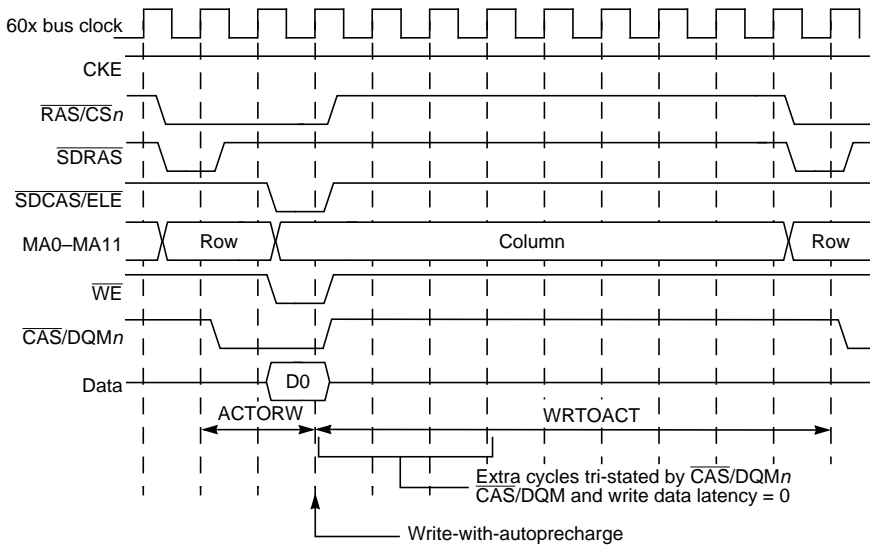 60x bus clock
CKE
RAS/CSn
SDRAS
SDCAS/ELE
MA0–MA11 Row Column Row
WE
CAS/DQMn
Data D0
ACTORW WRTOACT
Extra cycles tri-stated by CAS/DQMn
CAS/DQM and write data latency = 0
Write-with-autoprecharge